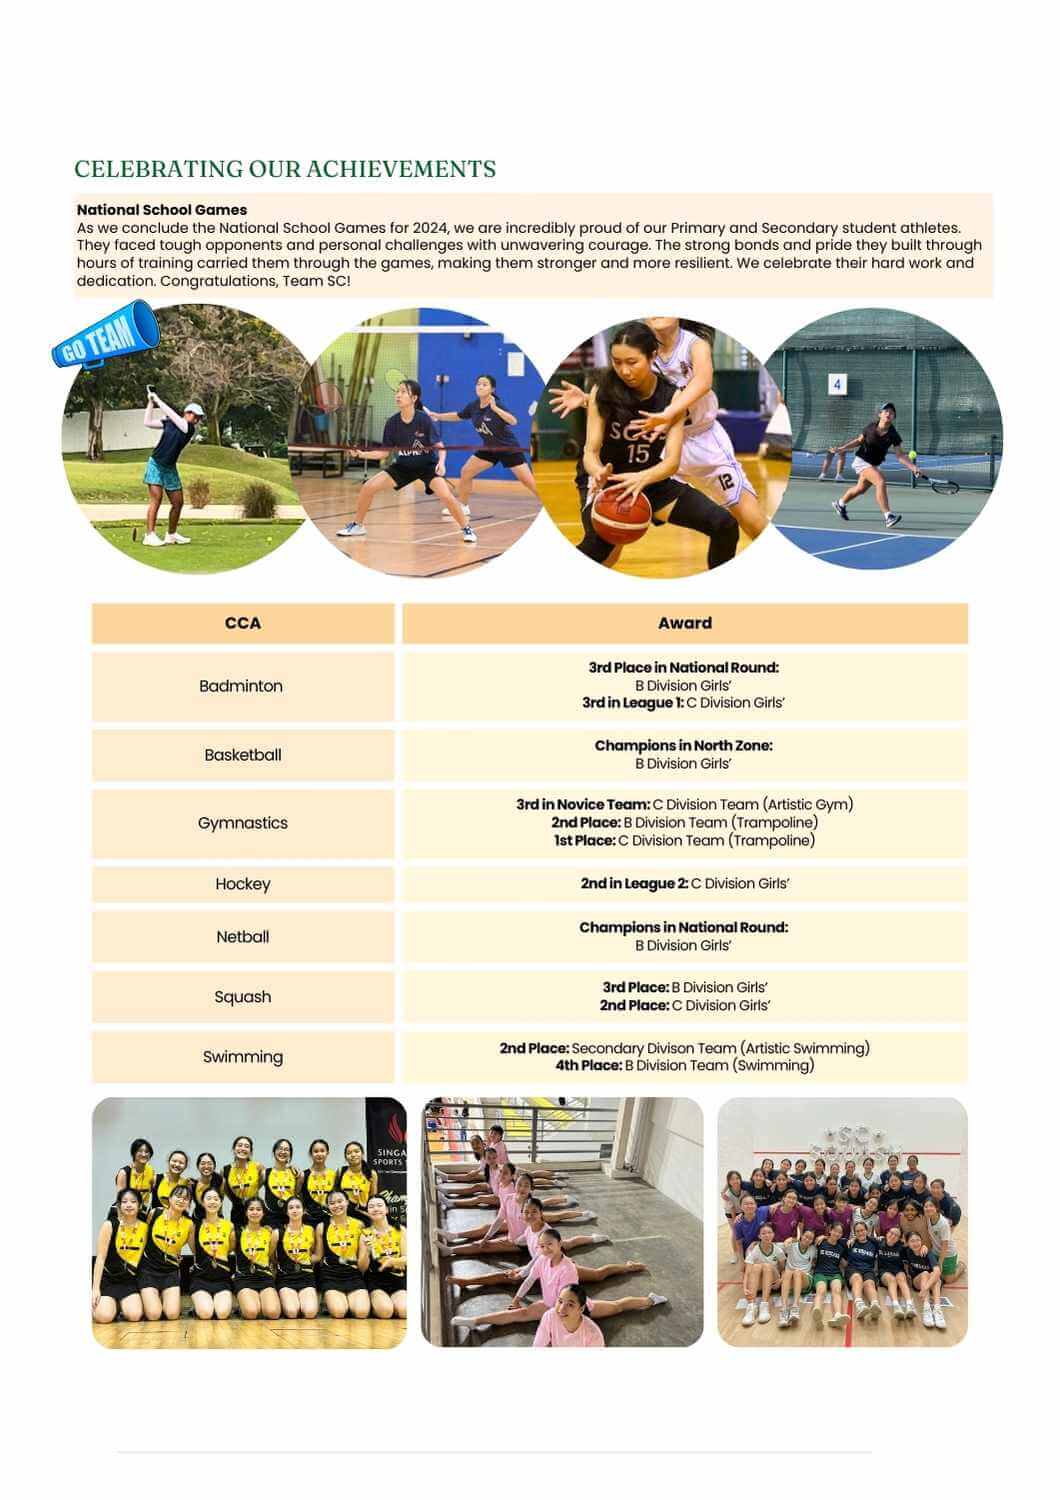 CELEBRATING OUR ACHIEVEMENTS
National School Games
As we conclude the National School Games for 2024, we are incredibly proud of our Primary and Secondary student athletes.
They faced tough opponents and personal challenges with unwavering courage. The strong bonds and pride they built through
hours of training carried them through the games, making them stronger and more resilient. We celebrate their hard work and
dedication. Congratulations, Team SC!
GO TEAM
4
15
12
CCA
Award
Badminton
3rd Place in National Round:
B Division Girls'
3rd in League 1: C Division Girls'
Basketball
Champions in North Zone:
B Division Girls'
Gymnastics
3rd in Novice Team: C Division Team (Artistic Gym)
2nd Place: B Division Team (Trampoline)
1st Place: C Division Team (Trampoline)
Hockey
2nd in League 2: C Division Girls'
Netball
Champions in National Round:
B Division Girls'
Squash
3rd Place: B Division Girls'
2nd Place: C Division Girls'
Swimming
2nd Place: Secondary Divison Team (Artistic Swimming)
4th Place: B Division Team (Swimming)
SC